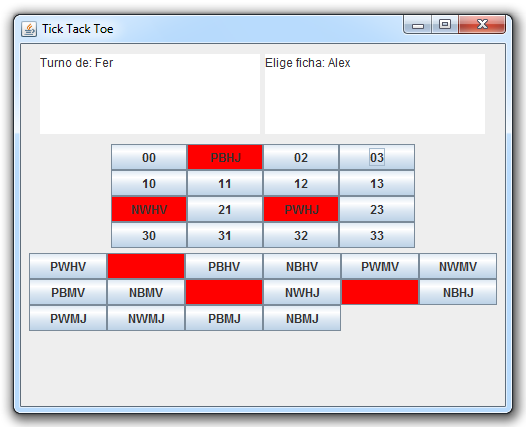 Tick Tack Toe
Turno de: Fer Elige ficha: Alex
00 PBHJ 02 03
10 11 12 13
NWHV 21 PWHJ 23
30 31 32 33
PWHV PBHV NBHV PWMV NWMV
PBMV NBMV NWHJ NBHJ
PWMJ NWMJ PBMJ NBMJ